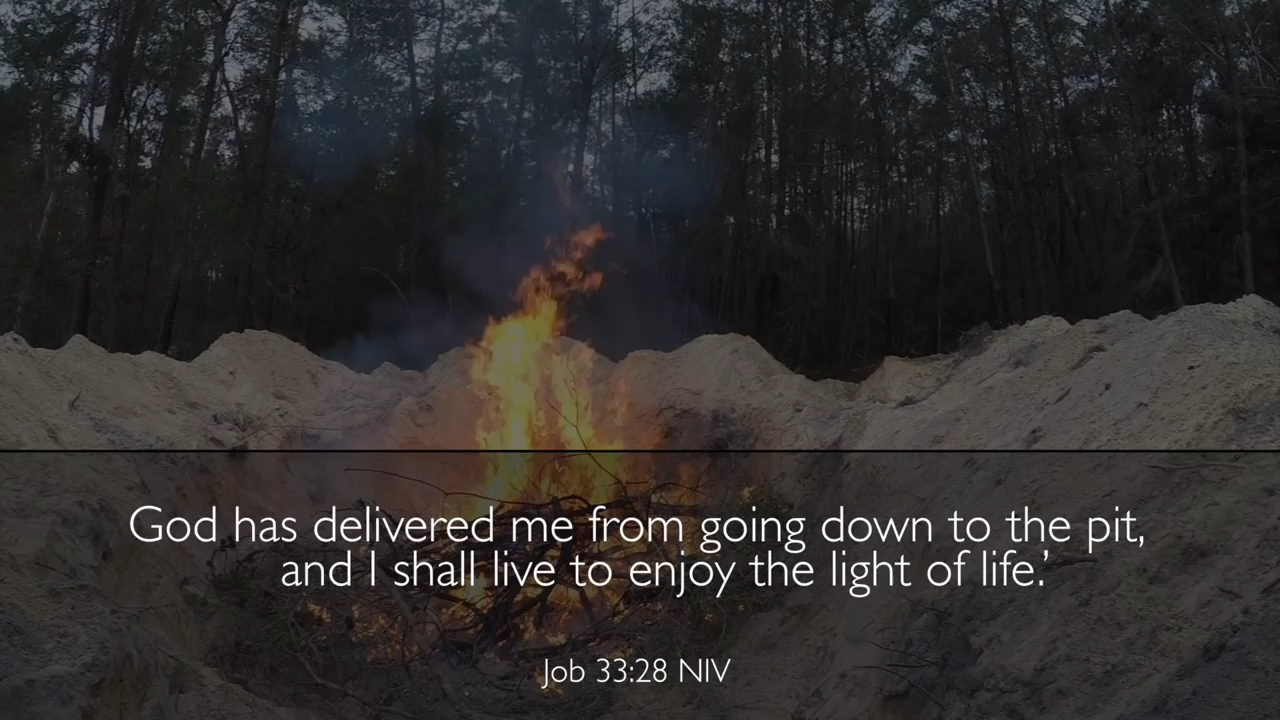 God has delivered me from going down to the pit,
and I shall live to enjoy the light of life.’
Job 33:28 NIV